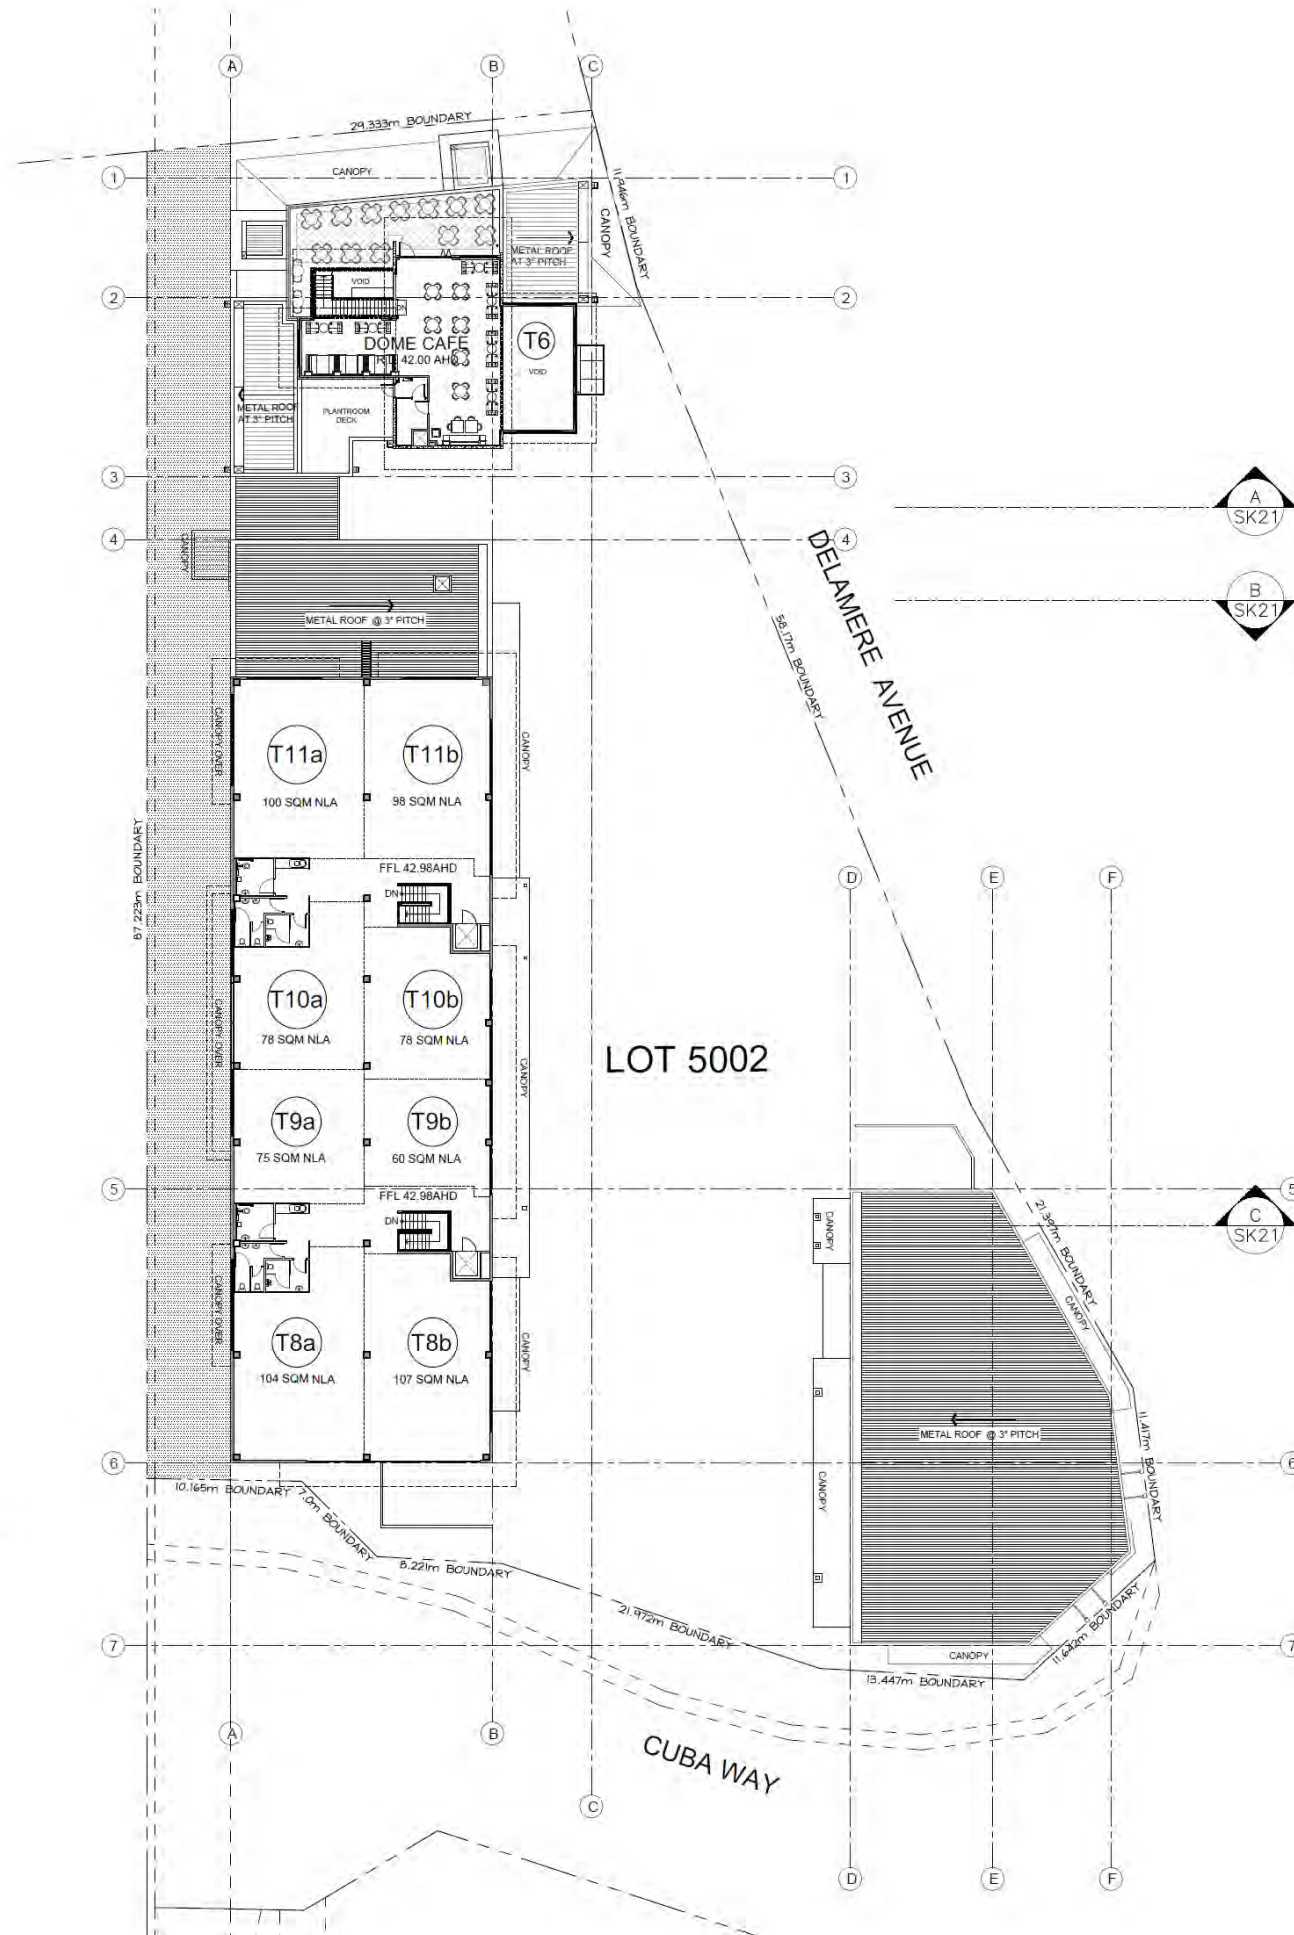 A
B
C
29.333m BOUNDARY
CANOPY
1
1
11.946m BOUNDARY
CANOPY
METAL ROOF
AT 3° PITCH
VOID
2
2
DN
DOME CAFE
42.00 AHD
T6
VOID
METAL ROOF
AT 3° PITCH
PLANTROOM
DECK
3
3
A
SK21
4
4
CANOPY
DELAMERE AVENUE
B
SK21
METAL ROOF @ 3° PITCH
58.17m BOUNDARY
CANOPY OVER
T11a
100 SQM NLA
T11b
98 SQM NLA
CANOPY
87.223m BOUNDARY
FFL 42.98AHD
DN
D
E
F
CANOPY OVER
T10a
78 SQM NLA
T10b
78 SQM NLA
CANOPY
LOT 5002
T9a
75 SQM NLA
T9b
60 SQM NLA
5
5
FFL 42.98AHD
DN
CANOPY
21.397m BOUNDARY
C
SK21
CANOPY OVER
CANOPY
T8a
104 SQM NLA
T8b
107 SQM NLA
CANOPY
METAL ROOF @ 3° PITCH
11.417m BOUNDARY
6
6
CANOPY
10.165m BOUNDARY
7.0m BOUNDARY
8.221m BOUNDARY
21.972m BOUNDARY
11.642m BOUNDARY
7
7
CANOPY
13.447m BOUNDARY
A
B
CUBA WAY
C
D
E
F